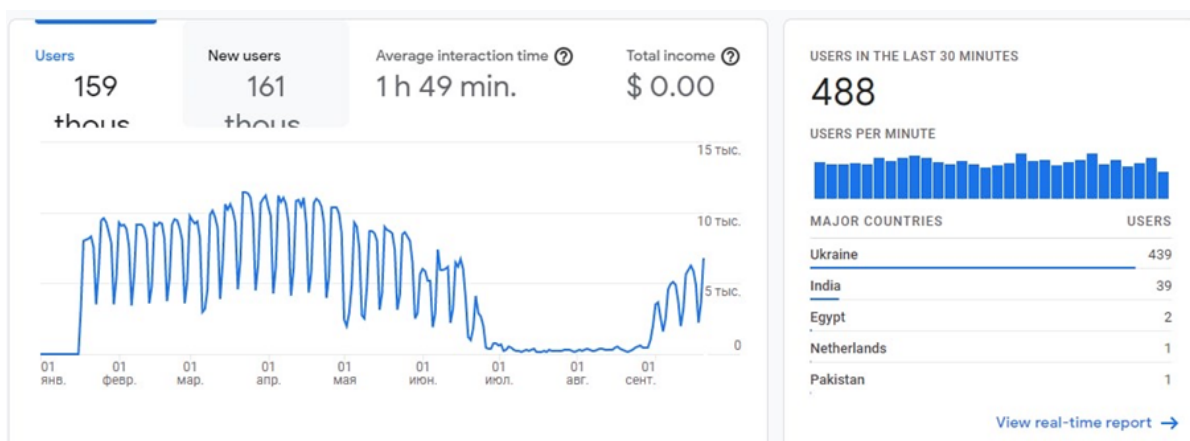 Users
159
thous
New users
161
thous
Average interaction time ?
1 h 49 min.
Total income ?
$ 0.00
15 тыс.
10 тыс.
5 тыс.
0
01 янв.
01 февр.
01 мар.
01 апр.
01 мая
01 июн.
01 июл.
01 авг.
01 сент.
USERS IN THE LAST 30 MINUTES
488
USERS PER MINUTE
MAJOR COUNTRIES USERS
Ukraine 439
India 39
Egypt 2
Netherlands 1
Pakistan 1
View real-time report →